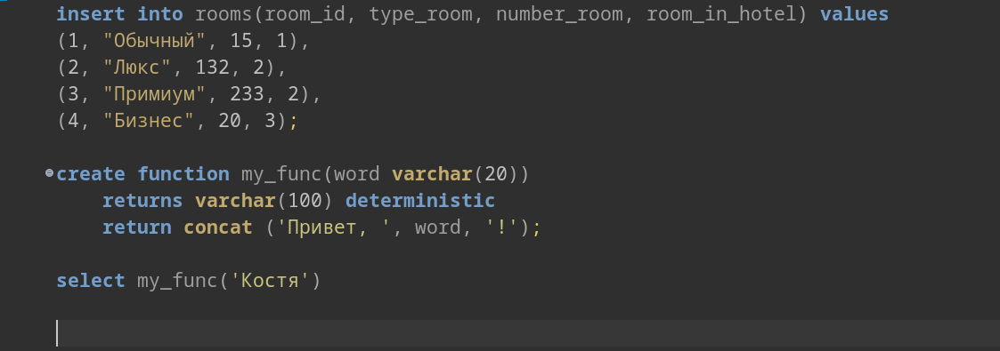 insert into rooms(room_id, type_room, number_room, room_in_hotel) values
(1, "Обычный", 15, 1),
(2, "Люкс", 132, 2),
(3, "Примиум", 233, 2),
(4, "Бизнес", 20, 3);
create function my_func(word varchar(20))
returns varchar(100) deterministic
return concat ('Привет, ', word, '!');
select my_func('Костя')